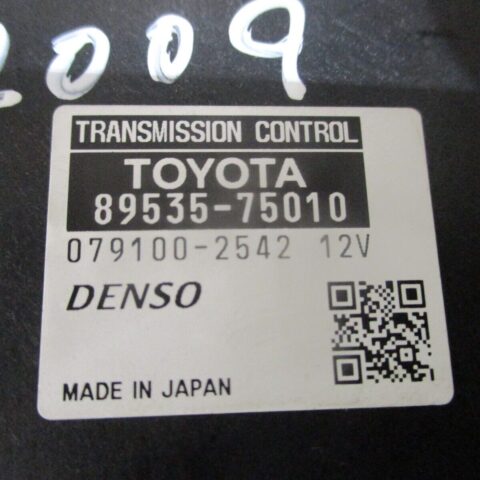 2009
TRANSMISSION CONTROL
TOYOTA
89535-75010
079100-2542 12V
DENSO
MADE IN JAPAN